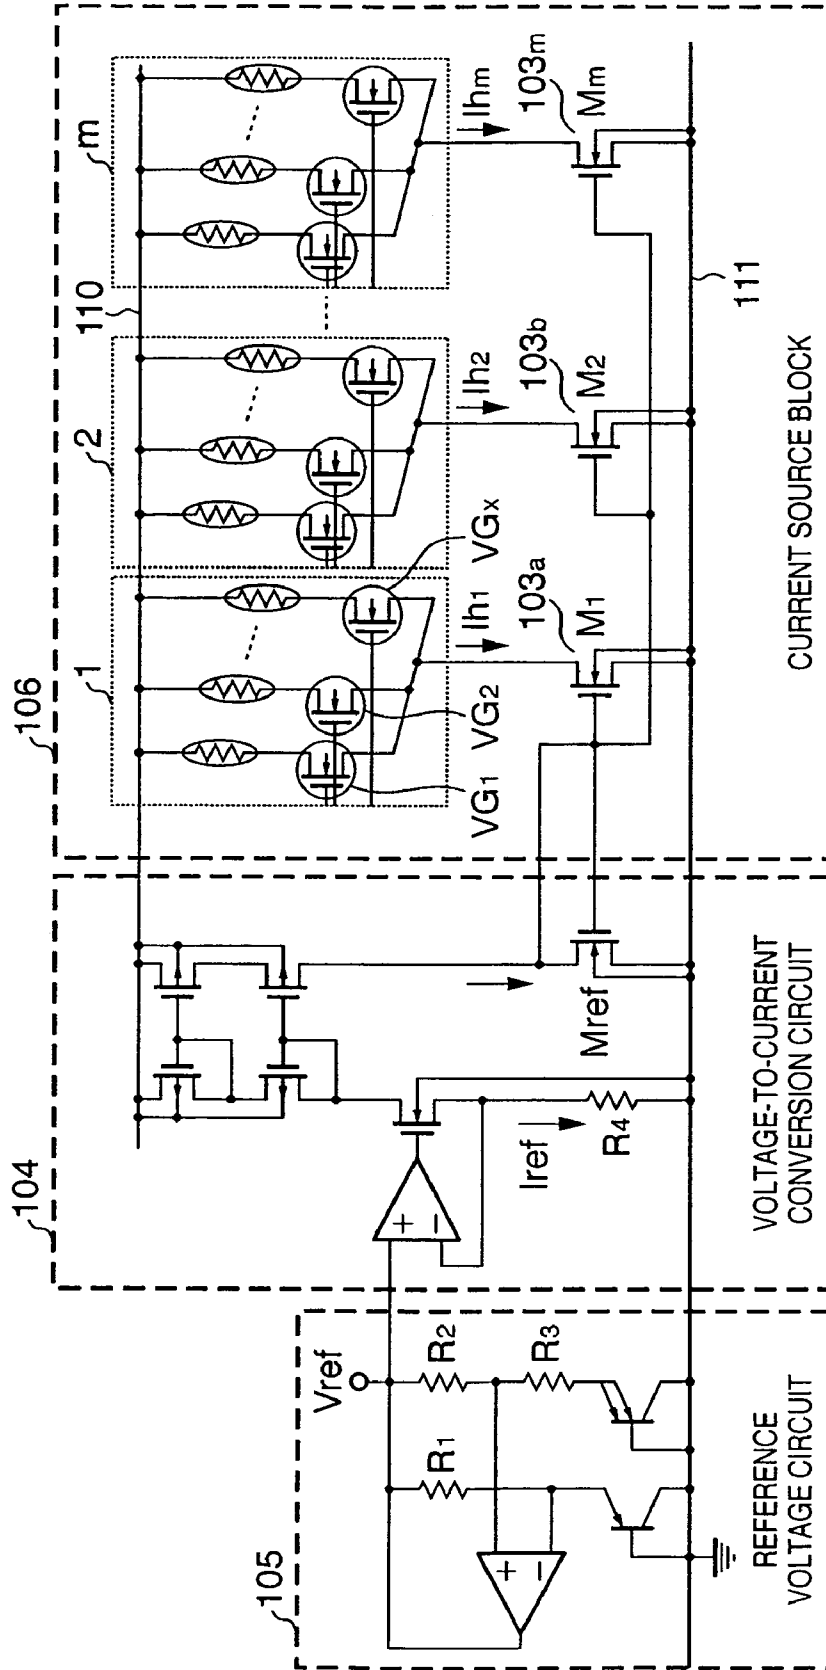 105
Vref
R1
R2
R3
+
−
REFERENCE
VOLTAGE CIRCUIT
104
+
−
Iref
R4
Mref
VOLTAGE-TO-CURRENT
CONVERSION CIRCUIT
106
1
2
m
110
VG1
VG2
VGX
Ih1
Ih2
Ihm
103a
103b
103m
M1
M2
Mm
111
CURRENT SOURCE BLOCK